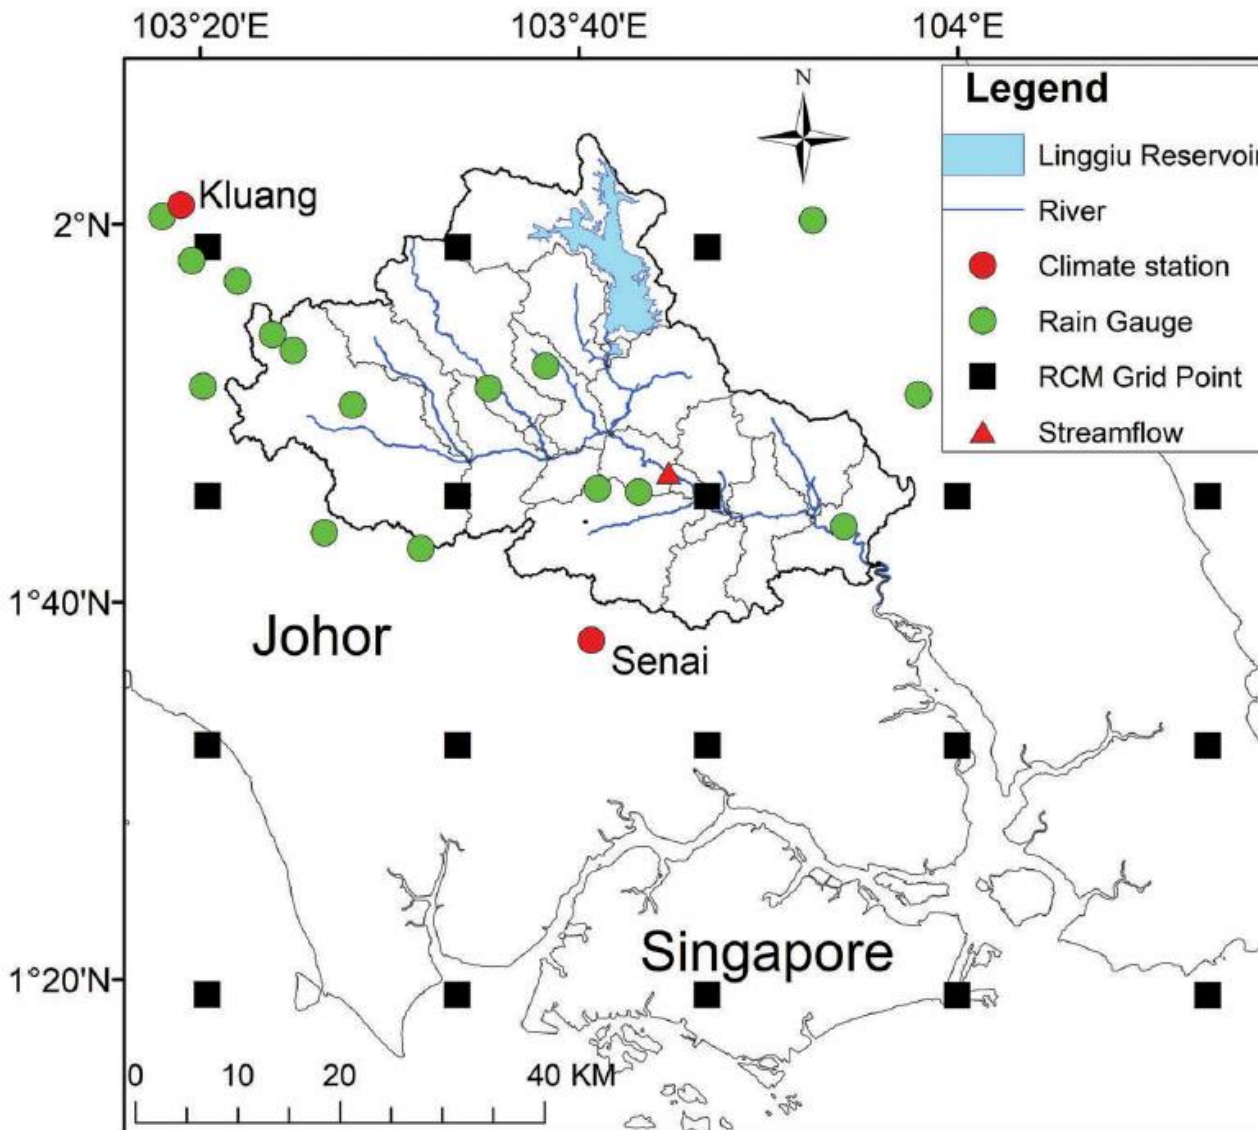 103°20'E 103°40'E 104°E
N
Legend
Linggiu Reservoir
River
Climate station
Rain Gauge
RCM Grid Point
Streamflow
Kluang
2°N
1°40'N
Johor
Senai
Singapore
1°20'N
0 10 20 40 KM